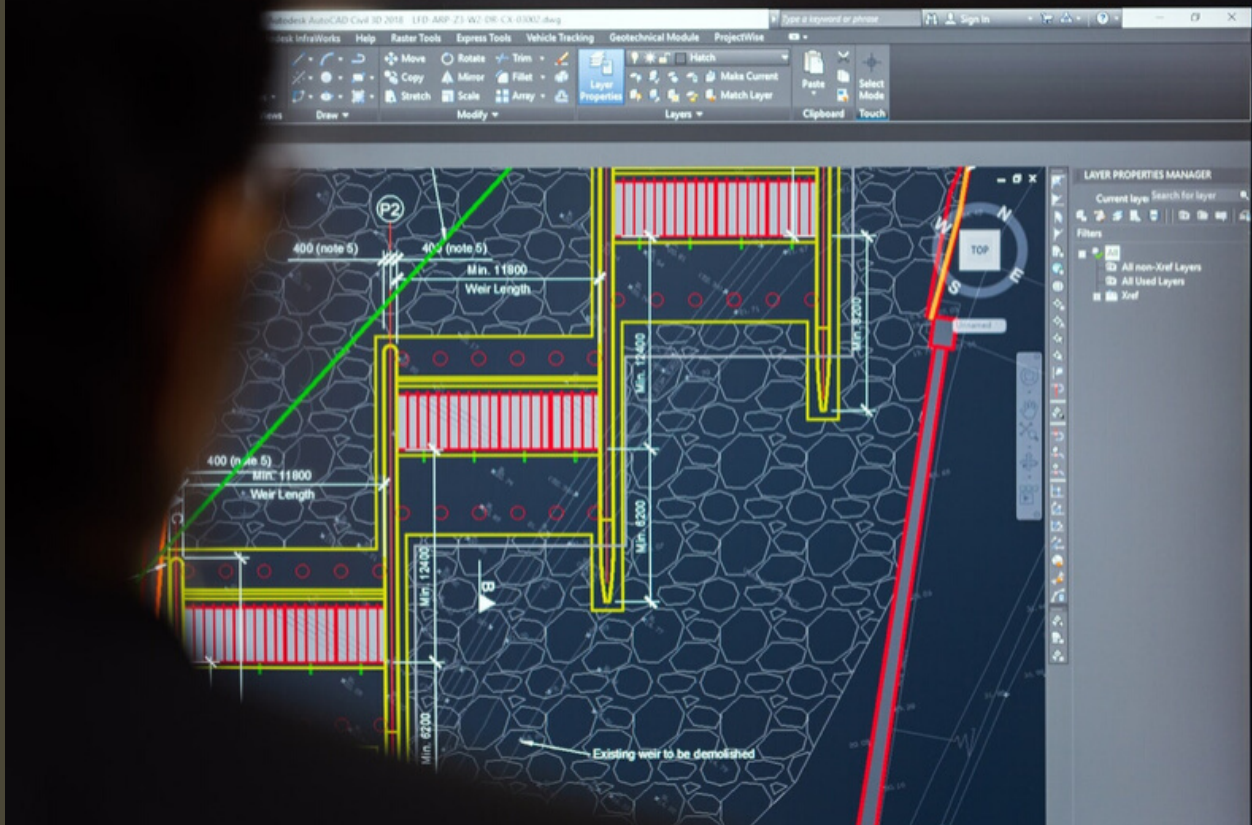 Autodesk AutoCAD Civil 3D 2018 LFD-ARP-Z3-W2-DR-CX-03002.dwg
Type a keyword or phrase
Sign In
InfraWorks Help Raster Tools Express Tools Vehicle Tracking Geotechnical Module ProjectWise
Move Rotate Trim
Copy Mirror Fillet
Stretch Scale Array
Draw Modify
Layer Properties
Hatch
Make Current
Match Layer
Layers
Paste
Clipboard
Select Mode
Touch
LAYER PROPERTIES MANAGER
Current laye
Search for layer
Filters
All
All non-Xref Layers
All Used Layers
Xref
N
W
TOP
S
E
Unnamed
P2
400 (note 5)
400 (note 5)
Min. 11800
Weir Length
Min. 8200
Min. 12400
400 (note 5)
Min. 11800
Weir Length
Min. 6200
Min. 12400
B
Min. 6200
Existing weir to be demolished